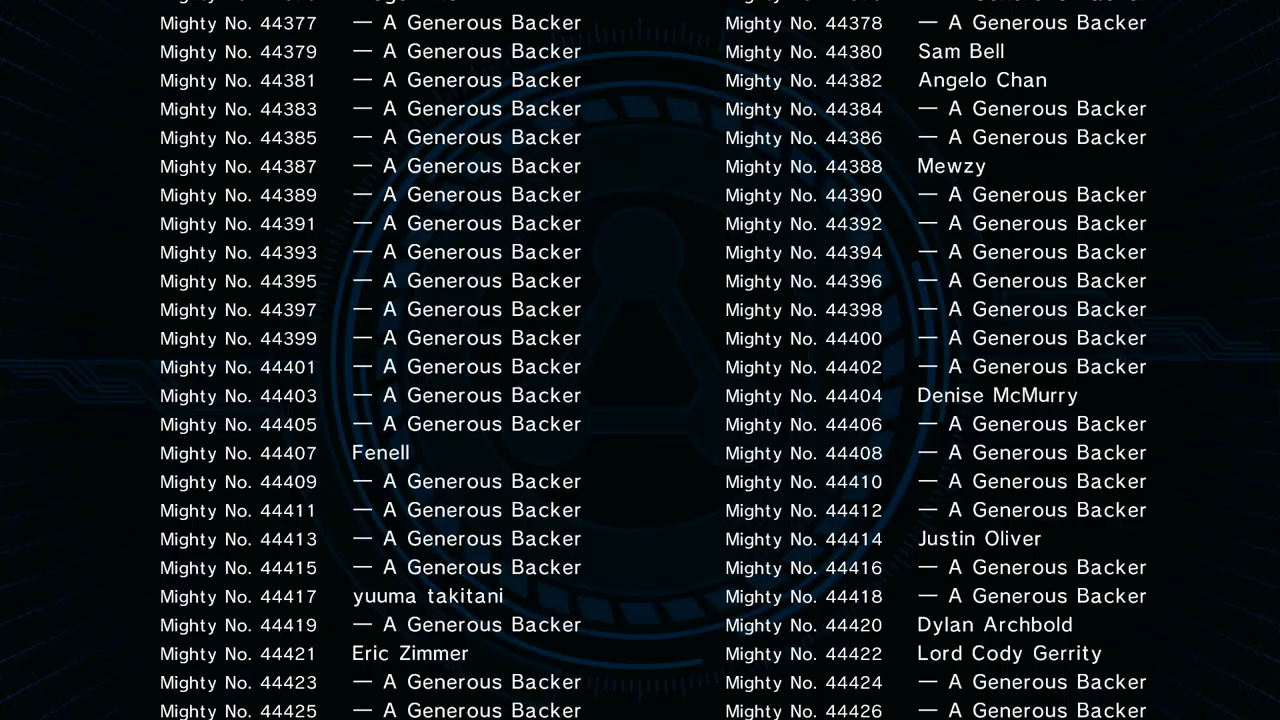 Mighty No. 44377 — A Generous Backer Mighty No. 44378 — A Generous Backer
Mighty No. 44379 — A Generous Backer Mighty No. 44380 Sam Bell
Mighty No. 44381 — A Generous Backer Mighty No. 44382 Angelo Chan
Mighty No. 44383 — A Generous Backer Mighty No. 44384 — A Generous Backer
Mighty No. 44385 — A Generous Backer Mighty No. 44386 — A Generous Backer
Mighty No. 44387 — A Generous Backer Mighty No. 44388 Mewzy
Mighty No. 44389 — A Generous Backer Mighty No. 44390 — A Generous Backer
Mighty No. 44391 — A Generous Backer Mighty No. 44392 — A Generous Backer
Mighty No. 44393 — A Generous Backer Mighty No. 44394 — A Generous Backer
Mighty No. 44395 — A Generous Backer Mighty No. 44396 — A Generous Backer
Mighty No. 44397 — A Generous Backer Mighty No. 44398 — A Generous Backer
Mighty No. 44399 — A Generous Backer Mighty No. 44400 — A Generous Backer
Mighty No. 44401 — A Generous Backer Mighty No. 44402 — A Generous Backer
Mighty No. 44403 — A Generous Backer Mighty No. 44404 Denise McMurry
Mighty No. 44405 — A Generous Backer Mighty No. 44406 — A Generous Backer
Mighty No. 44407 Fenell Mighty No. 44408 — A Generous Backer
Mighty No. 44409 — A Generous Backer Mighty No. 44410 — A Generous Backer
Mighty No. 44411 — A Generous Backer Mighty No. 44412 — A Generous Backer
Mighty No. 44413 — A Generous Backer Mighty No. 44414 Justin Oliver
Mighty No. 44415 — A Generous Backer Mighty No. 44416 — A Generous Backer
Mighty No. 44417 yuuma takitani Mighty No. 44418 — A Generous Backer
Mighty No. 44419 — A Generous Backer Mighty No. 44420 Dylan Archbold
Mighty No. 44421 Eric Zimmer Mighty No. 44422 Lord Cody Gerrity
Mighty No. 44423 — A Generous Backer Mighty No. 44424 — A Generous Backer
Mighty No. 44425 — A Generous Backer Mighty No. 44426 — A Generous Backer